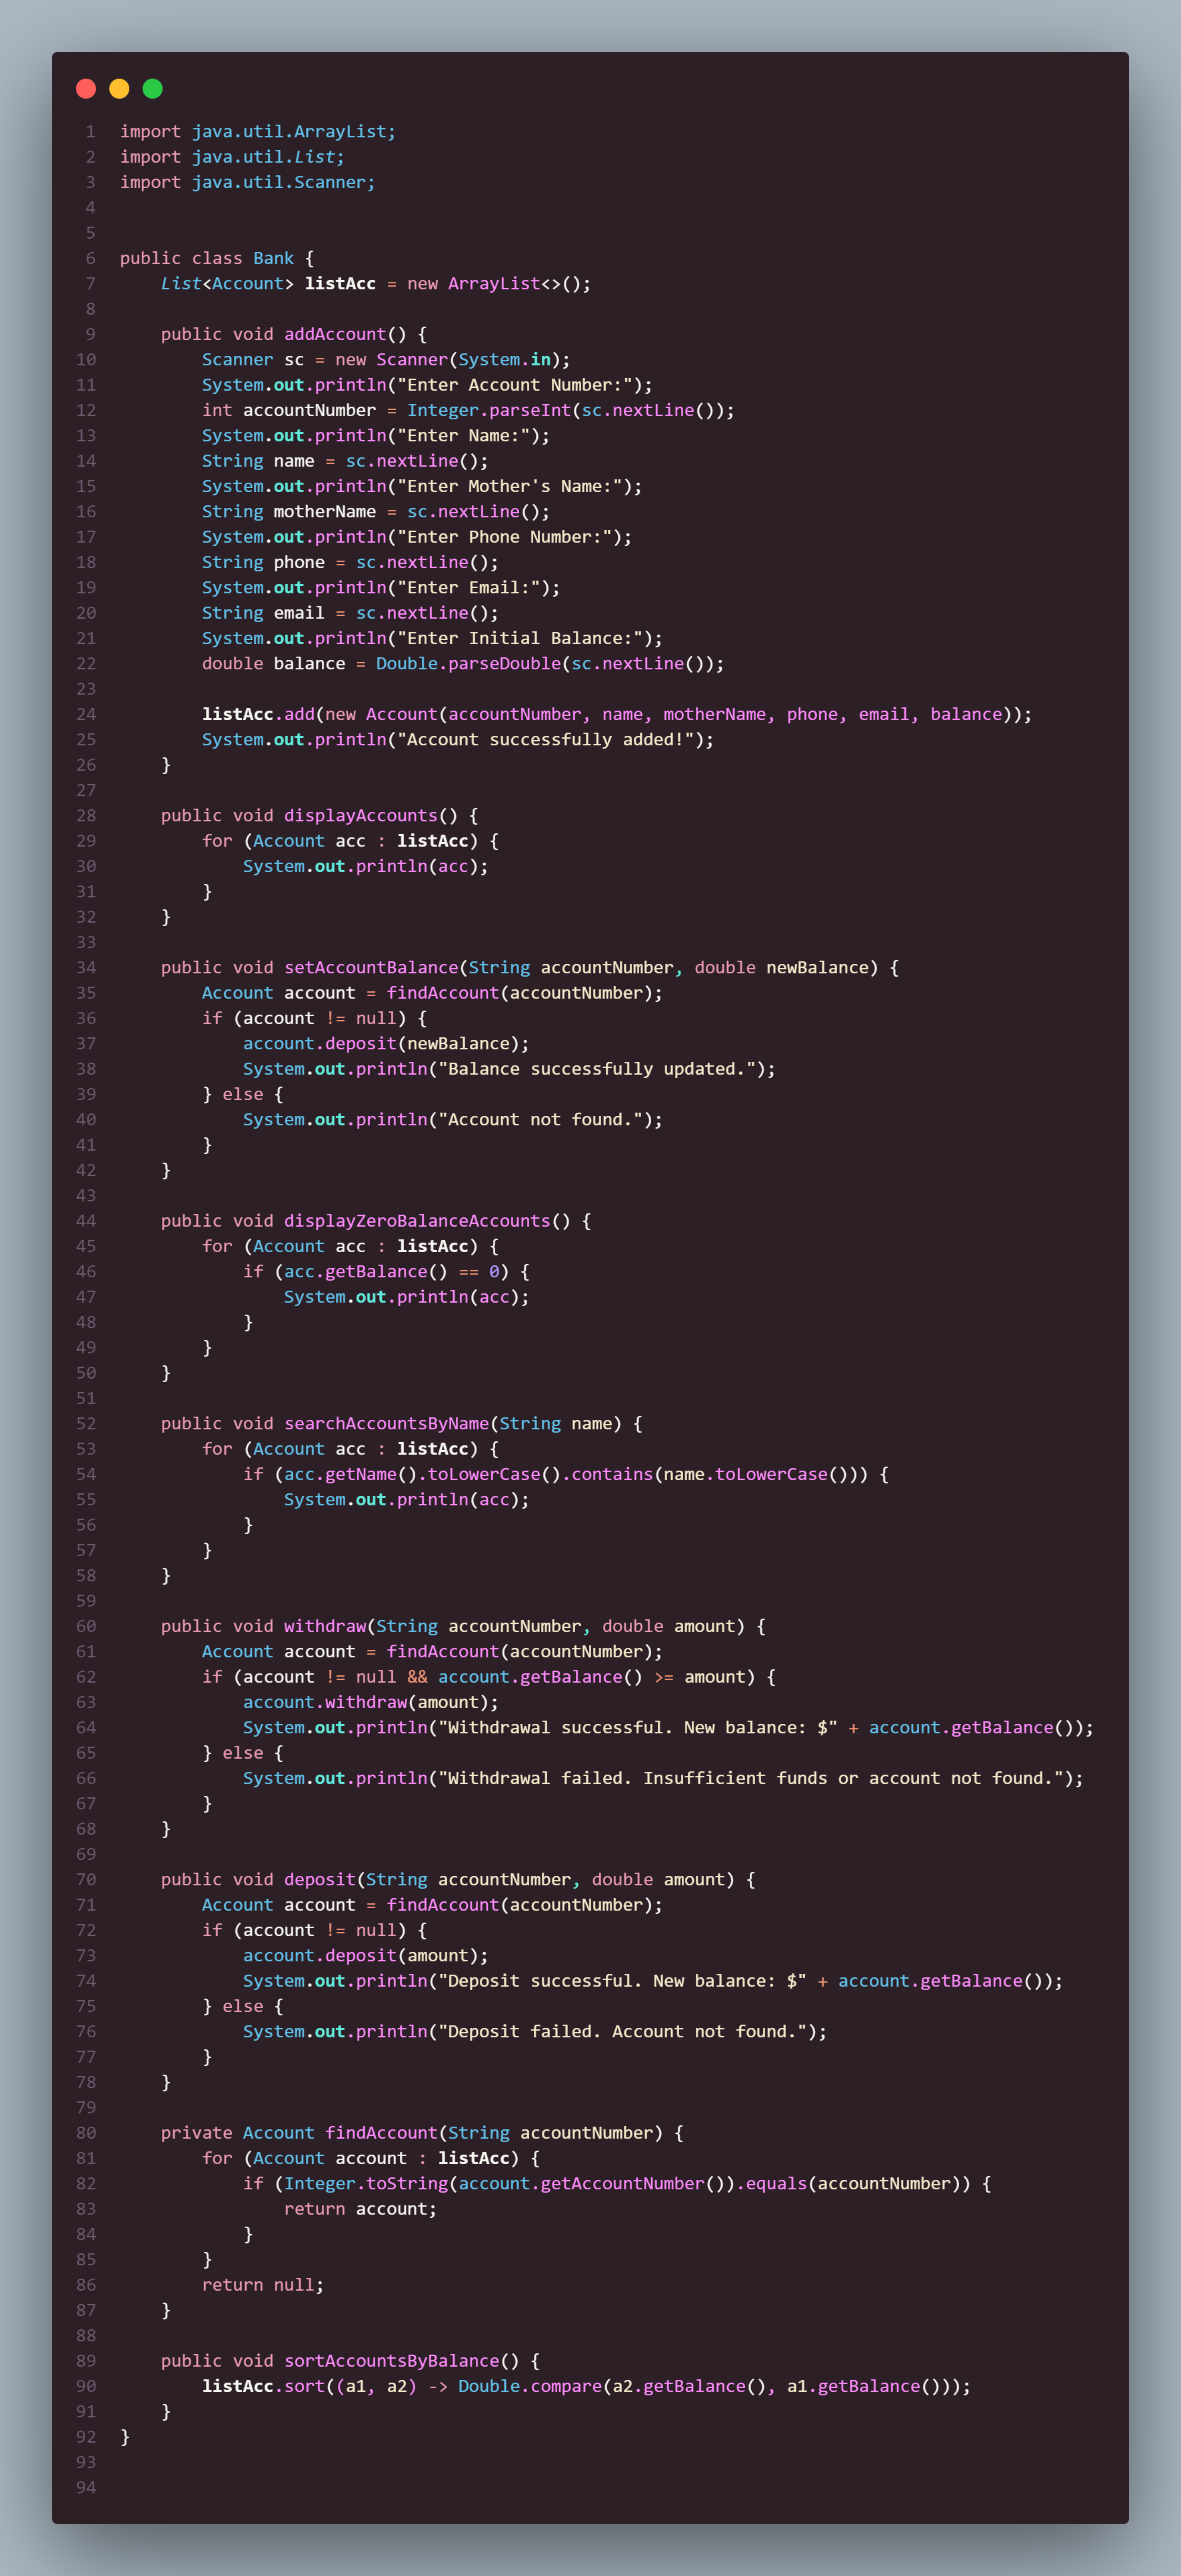 1 import java.util.ArrayList;
2 import java.util.List;
3 import java.util.Scanner;
4
5
6 public class Bank {
7     List<Account> listAcc = new ArrayList<>();
8
9     public void addAccount() {
10         Scanner sc = new Scanner(System.in);
11         System.out.println("Enter Account Number:");
12         int accountNumber = Integer.parseInt(sc.nextLine());
13         System.out.println("Enter Name:");
14         String name = sc.nextLine();
15         System.out.println("Enter Mother's Name:");
16         String motherName = sc.nextLine();
17         System.out.println("Enter Phone Number:");
18         String phone = sc.nextLine();
19         System.out.println("Enter Email:");
20         String email = sc.nextLine();
21         System.out.println("Enter Initial Balance:");
22         double balance = Double.parseDouble(sc.nextLine());
23
24         listAcc.add(new Account(accountNumber, name, motherName, phone, email, balance));
25         System.out.println("Account successfully added!");
26     }
27
28     public void displayAccounts() {
29         for (Account acc : listAcc) {
30             System.out.println(acc);
31         }
32     }
33
34     public void setAccountBalance(String accountNumber, double newBalance) {
35         Account account = findAccount(accountNumber);
36         if (account != null) {
37             account.deposit(newBalance);
38             System.out.println("Balance successfully updated.");
39         } else {
40             System.out.println("Account not found.");
41         }
42     }
43
44     public void displayZeroBalanceAccounts() {
45         for (Account acc : listAcc) {
46             if (acc.getBalance() == 0) {
47                 System.out.println(acc);
48             }
49         }
50     }
51
52     public void searchAccountsByName(String name) {
53         for (Account acc : listAcc) {
54             if (acc.getName().toLowerCase().contains(name.toLowerCase())) {
55                 System.out.println(acc);
56             }
57         }
58     }
59
60     public void withdraw(String accountNumber, double amount) {
61         Account account = findAccount(accountNumber);
62         if (account != null && account.getBalance() >= amount) {
63             account.withdraw(amount);
64             System.out.println("Withdrawal successful. New balance: $" + account.getBalance());
65         } else {
66             System.out.println("Withdrawal failed. Insufficient funds or account not found.");
67         }
68     }
69
70     public void deposit(String accountNumber, double amount) {
71         Account account = findAccount(accountNumber);
72         if (account != null) {
73             account.deposit(amount);
74             System.out.println("Deposit successful. New balance: $" + account.getBalance());
75         } else {
76             System.out.println("Deposit failed. Account not found.");
77         }
78     }
79
80     private Account findAccount(String accountNumber) {
81         for (Account account : listAcc) {
82             if (Integer.toString(account.getAccountNumber()).equals(accountNumber)) {
83                 return account;
84             }
85         }
86         return null;
87     }
88
89     public void sortAccountsByBalance() {
90         listAcc.sort((a1, a2) -> Double.compare(a2.getBalance(), a1.getBalance()));
91     }
92 }
93
94